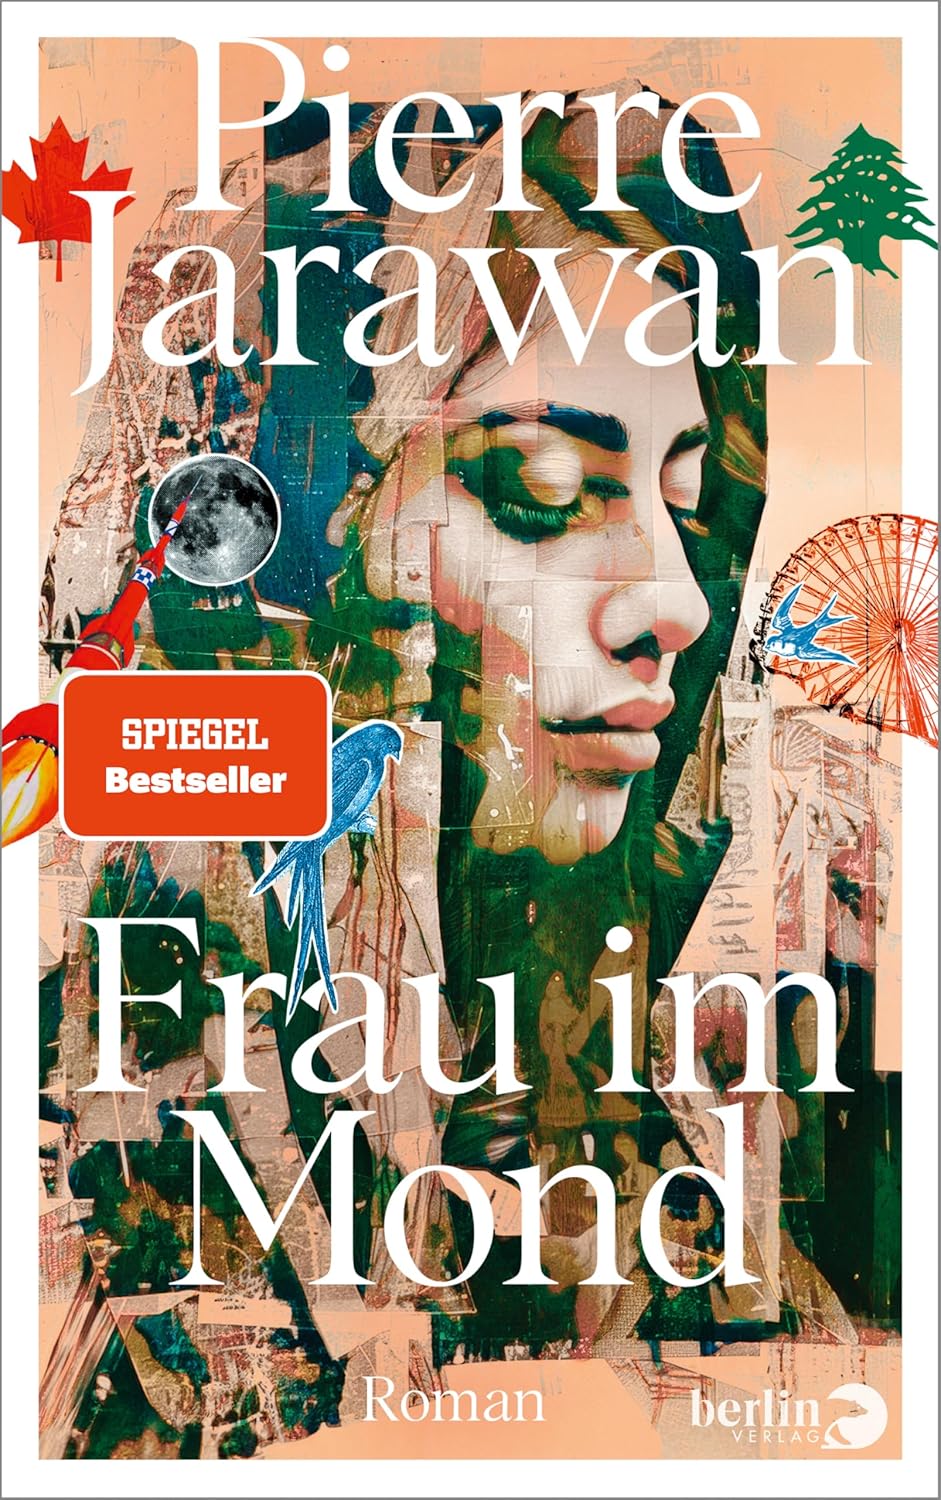 Pierre
Jarawan
SPIEGEL
Bestseller
Frau im
Mond
Roman
berlin
VERLAG